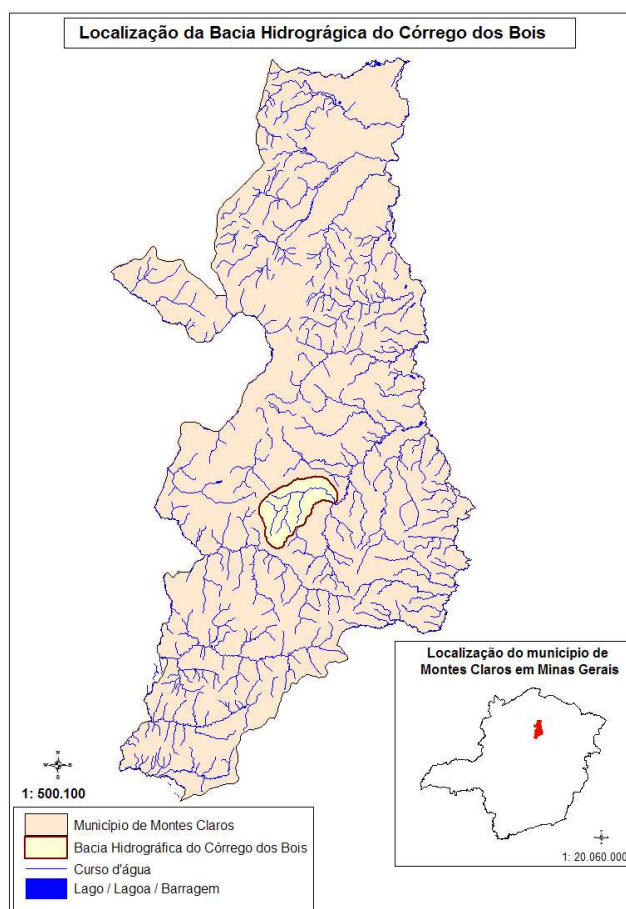 Localização da Bacia Hidrográgica do Córrego dos Bois
Localização do município de
Montes Claros em Minas Gerais
N
W
E
S
1: 500.100
1: 20.060.000
Município de Montes Claros
Bacia Hidrográfica do Córrego dos Bois
Curso d'água
Lago / Lagoa / Barragem